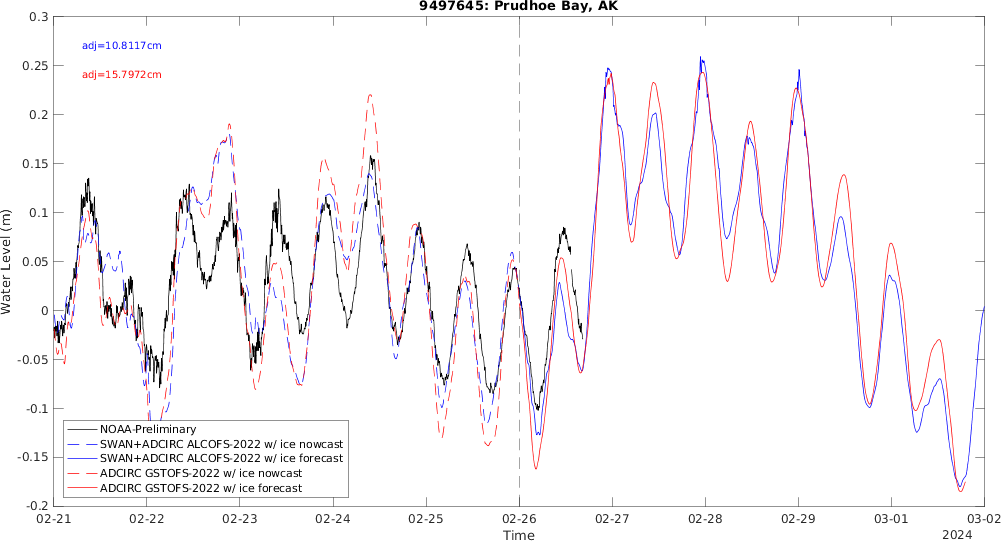 9497645: Prudhoe Bay, AK
0.3
0.25
0.2
0.15
0.1
0.05
0
-0.05
-0.1
-0.15
-0.2
Water Level (m)
adj=10.8117cm
adj=15.7972cm
NOAA-Preliminary
SWAN+ADCIRC ALCOFS-2022 w/ ice nowcast
SWAN+ADCIRC ALCOFS-2022 w/ ice forecast
ADCIRC GSTOFS-2022 w/ ice nowcast
ADCIRC GSTOFS-2022 w/ ice forecast
02-21 02-22 02-23 02-24 02-25 02-26 02-27 02-28 02-29 03-01 03-02
Time
2024